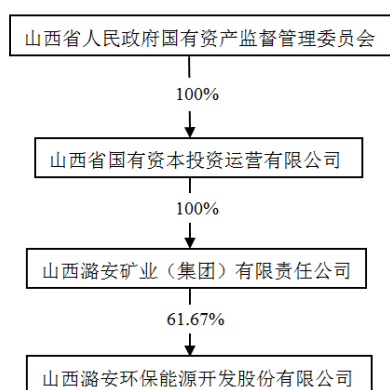 山西省人民政府国有资产监督管理委员会
100%
山西省国有资本投资运营有限公司
100%
山西潞安矿业（集团）有限责任公司
61.67%
山西潞安环保能源开发股份有限公司